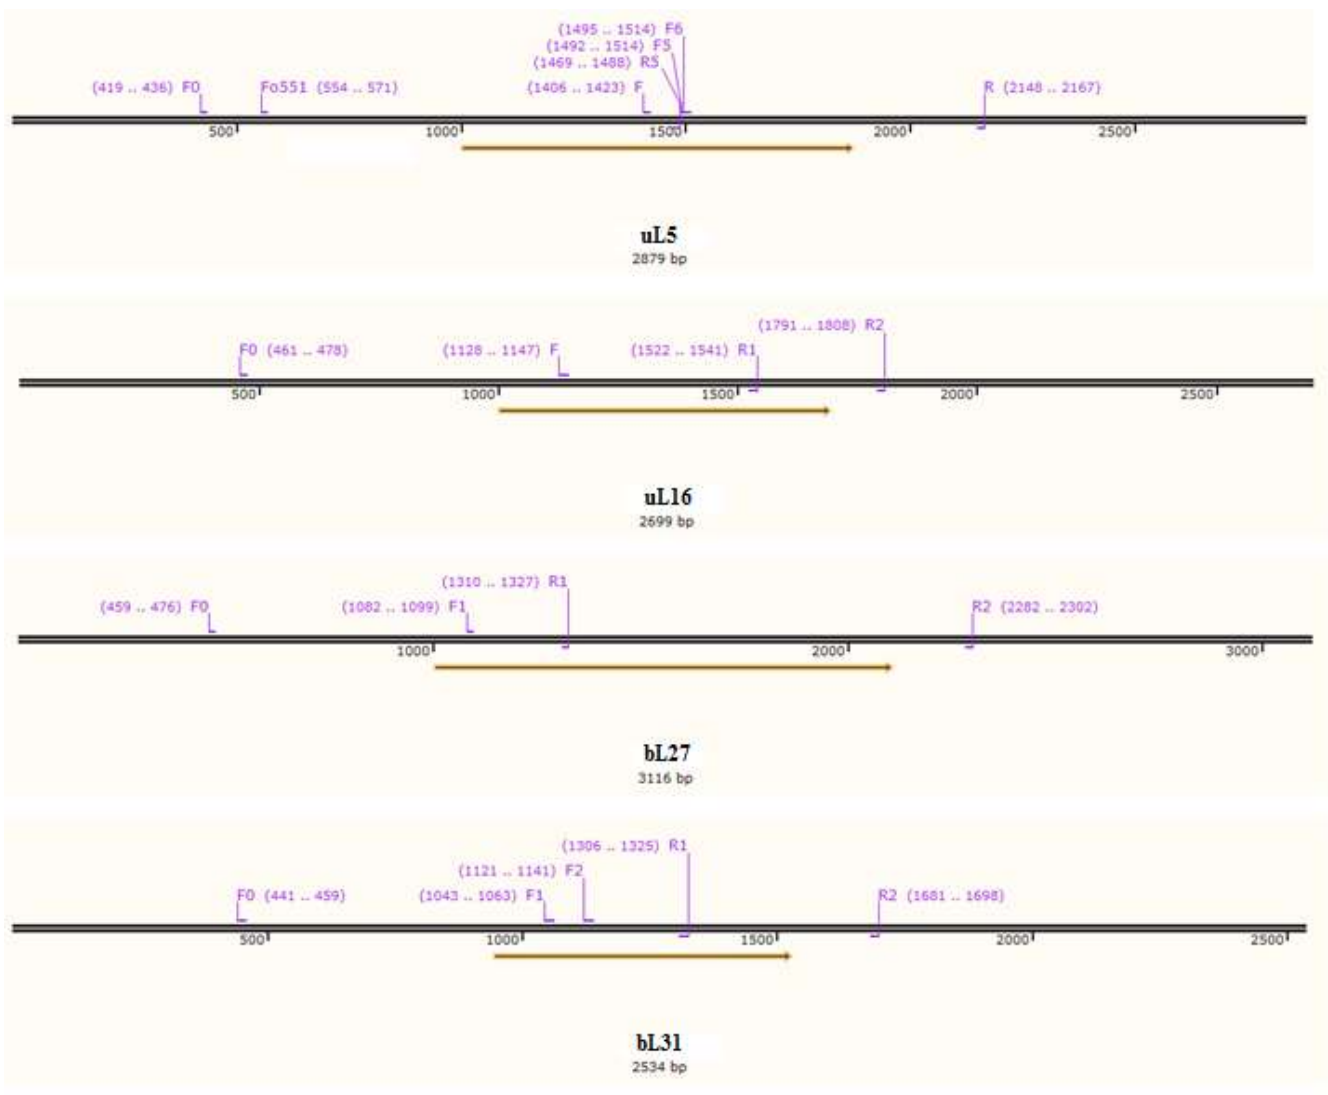 (1495 .. 1514) F6
(1492 .. 1514) F5
(1469 .. 1488) R5
(419 .. 436) F0 Fo551 (554 .. 571) (1406 .. 1423) F R (2148 .. 2167)
500 1000 1500 2000 2500
uL5
2879 bp
(1791 .. 1808) R2
F0 (461 .. 478) (1128 .. 1147) F (1522 .. 1541) R1
500 1000 1500 2000 2500
uL16
2699 bp
(1310 .. 1327) R1
(459 .. 476) F0 (1082 .. 1099) F1 R2 (2282 .. 2302)
1000 2000 3000
bL27
3116 bp
(1306 .. 1325) R1
(1121 .. 1141) F2
F0 (441 .. 459) (1043 .. 1063) F1 R2 (1681 .. 1698)
500 1000 1500 2000 2500
bL31
2534 bp